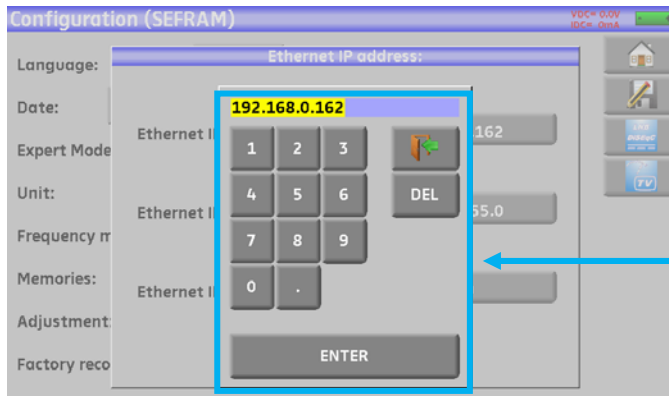 Configuration (SEFRAM)
VDC= 0.0V
IDC= 0mA
Ethernet IP address:
Language:
192.168.0.162
Date:
Ethernet I
162
1 2 3
Expert Mode
4 5 6 DEL
Unit:
Ethernet I
55.0
Frequency m
7 8 9
Memories:
Ethernet I
0 .
Adjustment:
ENTER
Factory reco
TV